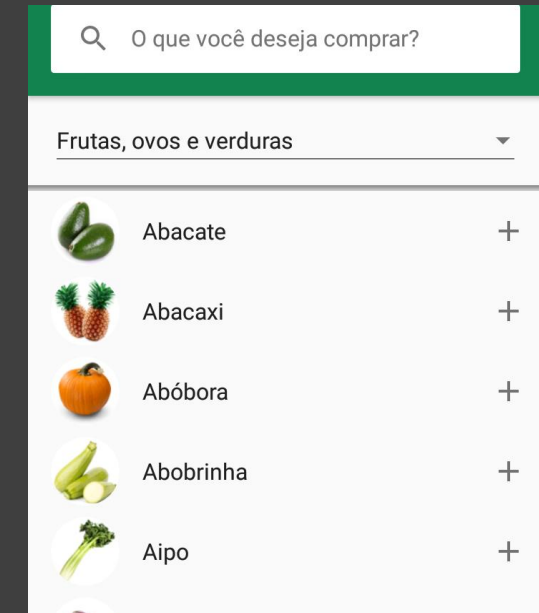 O que você deseja comprar?
Frutas, ovos e verduras
Abacate
Abacaxi
Abóbora
Abobrinha
Aipo